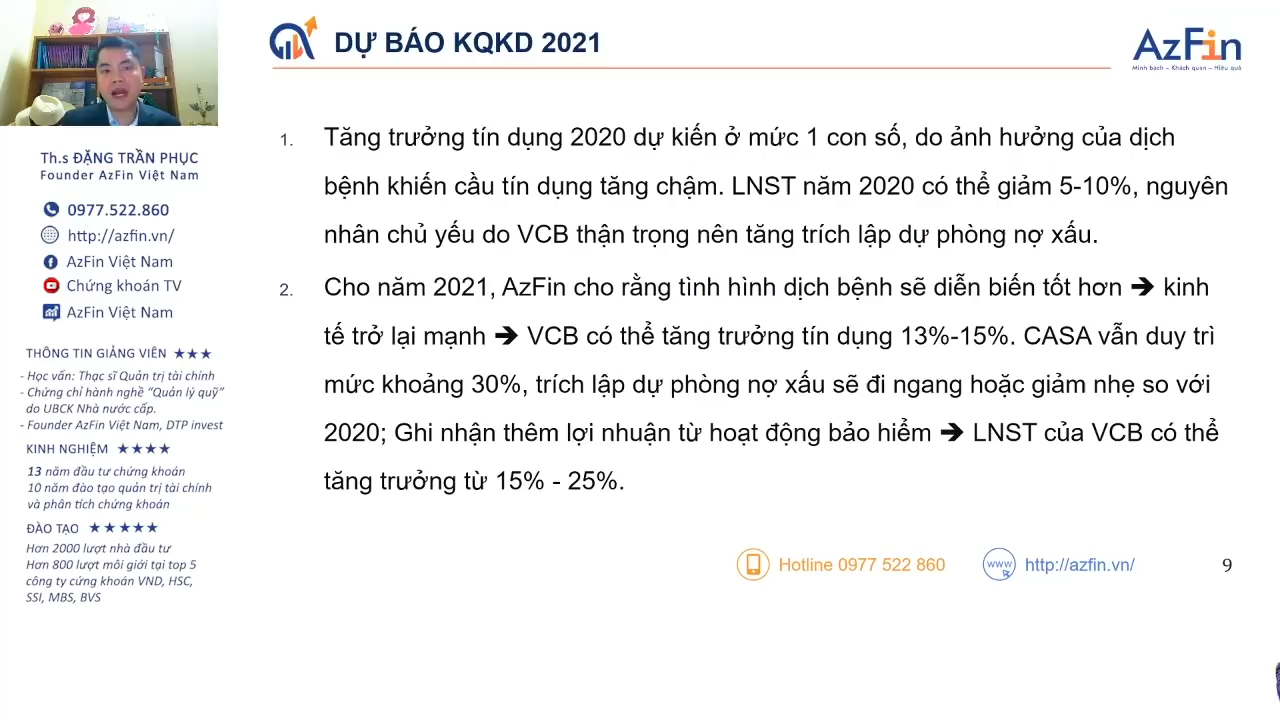 DỰ BÁO KQKD 2021
AzFin
Minh bạch – Khách quan – Hiệu quả
Th.s ĐẶNG TRẦN PHỤC
Founder AzFin Việt Nam
0977.522.860
http://azfin.vn/
AzFin Việt Nam
Chứng khoán TV
AzFin Việt Nam
THÔNG TIN GIẢNG VIÊN ★★★
- Học vấn: Thạc sĩ Quản trị tài chính
- Chứng chỉ hành nghề “Quản lý quỹ”
do UBCK Nhà nước cấp.
- Founder AzFin Việt Nam, DTP invest
KINH NGHIỆM ★★★★
13 năm đầu tư chứng khoán
10 năm đào tạo quản trị tài chính
và phân tích chứng khoán
ĐÀO TẠO ★★★★★
Hơn 2000 lượt nhà đầu tư
Hơn 800 lượt môi giới tại top 5
công ty cứng khoán VND, HSC,
SSI, MBS, BVS
1. Tăng trưởng tín dụng 2020 dự kiến ở mức 1 con số, do ảnh hưởng của dịch
bệnh khiến cầu tín dụng tăng chậm. LNST năm 2020 có thể giảm 5-10%, nguyên
nhân chủ yếu do VCB thận trọng nên tăng trích lập dự phòng nợ xấu.
2. Cho năm 2021, AzFin cho rằng tình hình dịch bệnh sẽ diễn biến tốt hơn ➔ kinh
tế trở lại mạnh ➔ VCB có thể tăng trưởng tín dụng 13%-15%. CASA vẫn duy trì
mức khoảng 30%, trích lập dự phòng nợ xấu sẽ đi ngang hoặc giảm nhẹ so với
2020; Ghi nhận thêm lợi nhuận từ hoạt động bảo hiểm ➔ LNST của VCB có thể
tăng trưởng từ 15% - 25%.
Hotline 0977 522 860
www
http://azfin.vn/
9